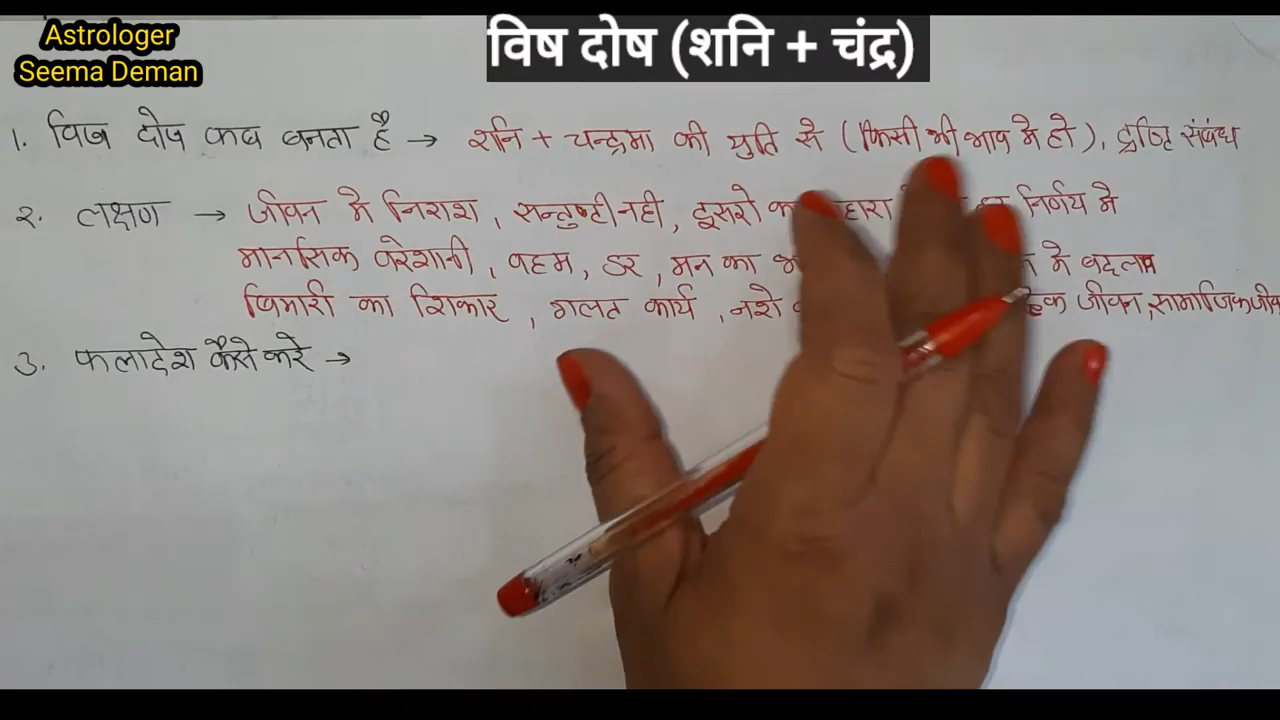 Astrologer
Seema Deman
विष दोष (शनि + चंद्र)
1. विष दोष कब बनता है → शनि + चन्द्रमा की युति से (किसी भी भाव मे हो), द्रष्टि संबंध
2. लक्षण → जीवन मे निराश, सन्तुष्टी नही, दूसरो का निर्णय मे
मानसिक परेशानी, वहम, डर, मन का मे बदलाव
बिमारी का शिकार, गलत कार्य, नशे जीवन, सामाजिक जीव
3. फलादेश कैसे करे →